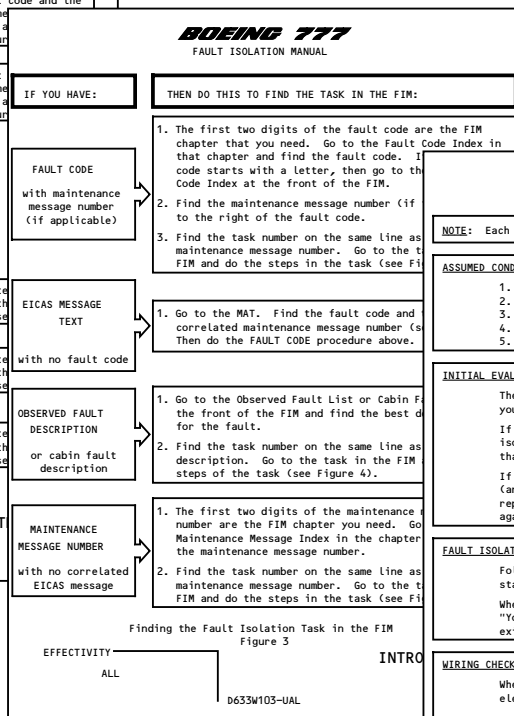 code and the
BOEING 777
FAULT ISOLATION MANUAL
IF YOU HAVE:
THEN DO THIS TO FIND THE TASK IN THE FIM:
FAULT CODE
with maintenance
message number
(if applicable)
1. The first two digits of the fault code are the FIM
chapter that you need. Go to the Fault Code Index in
that chapter and find the fault code.
code starts with a letter, then go to
Code Index at the front of the FIM.
2. Find the maintenance message number (if
to the right of the fault code.
3. Find the task number on the same line as
maintenance message number. Go to the
FIM and do the steps in the task (see
EICAS MESSAGE
TEXT
with no fault code
1. Go to the MAT. Find the fault code and
correlated maintenance message number
Then do the FAULT CODE procedure above.
OBSERVED FAULT
DESCRIPTION
or cabin fault
description
1. Go to the Observed Fault List or Cabin
the front of the FIM and find the best
for the fault.
2. Find the task number on the same line as
description. Go to the task in the FIM
steps of the task (see Figure 4).
MAINTENANCE
MESSAGE NUMBER
with no correlated
EICAS message
1. The first two digits of the maintenance
number are the FIM chapter you need. Go
Maintenance Message Index in the chapter
the maintenance message number.
2. Find the task number on the same line as
maintenance message number. Go to the
FIM and do the steps in the task (see
Finding the Fault Isolation Task in the FIM
Figure 3
EFFECTIVITY
ALL
INTRO
D633W103-UAL
NOTE: Each
ASSUMED
1.
2.
3.
4.
5.
INITIAL
If
If
FAULT
WIRING CHECK